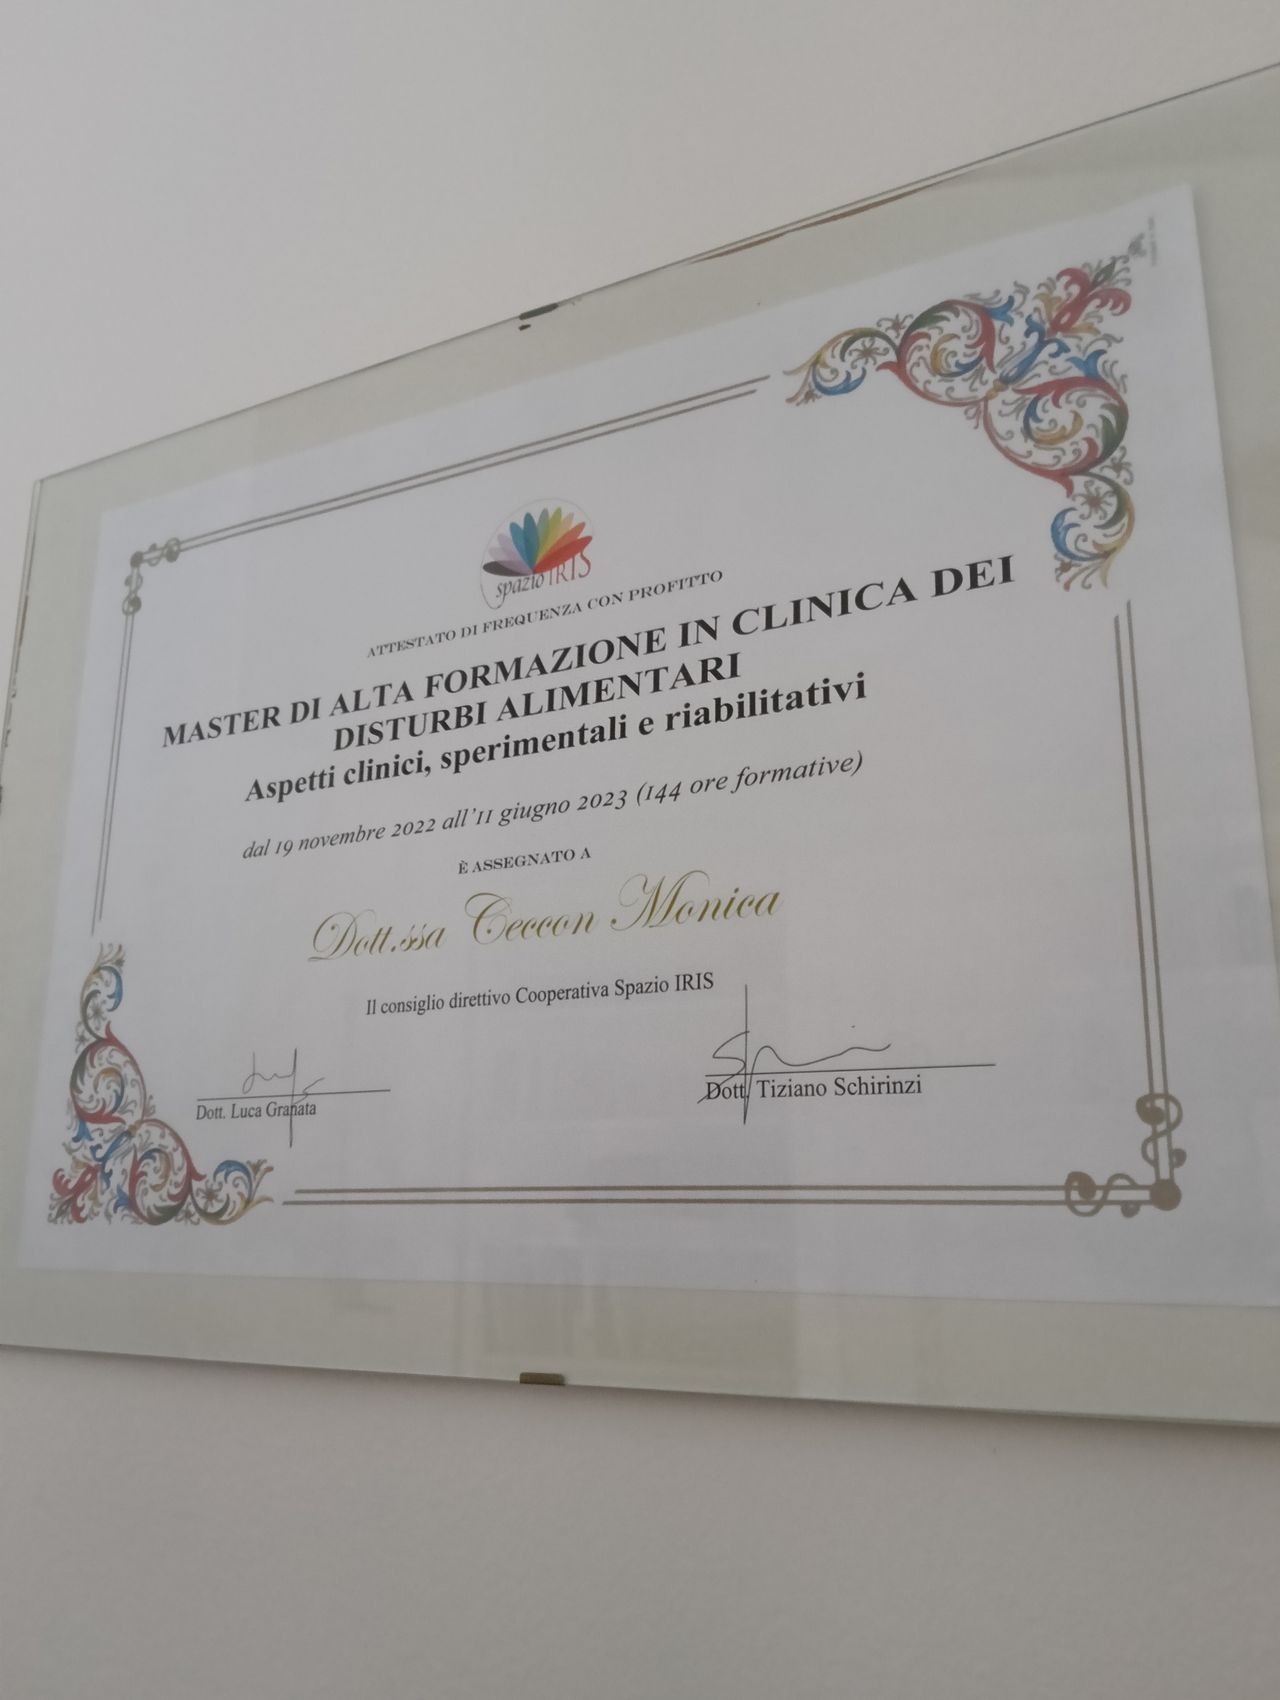 spazio IRIS
ATTESTATO DI FREQUENZA CON PROFITTO
MASTER DI ALTA FORMAZIONE IN CLINICA DEI
DISTURBI ALIMENTARI
Aspetti clinici, sperimentali e riabilitativi
dal 19 novembre 2022 all'11 giugno 2023 (144 ore formative)
È ASSEGNATO A
Dott.ssa Ceccon Monica
Il consiglio direttivo Cooperativa Spazio IRIS
Dott. Luca Granata
Dott. Tiziano Schirinzi